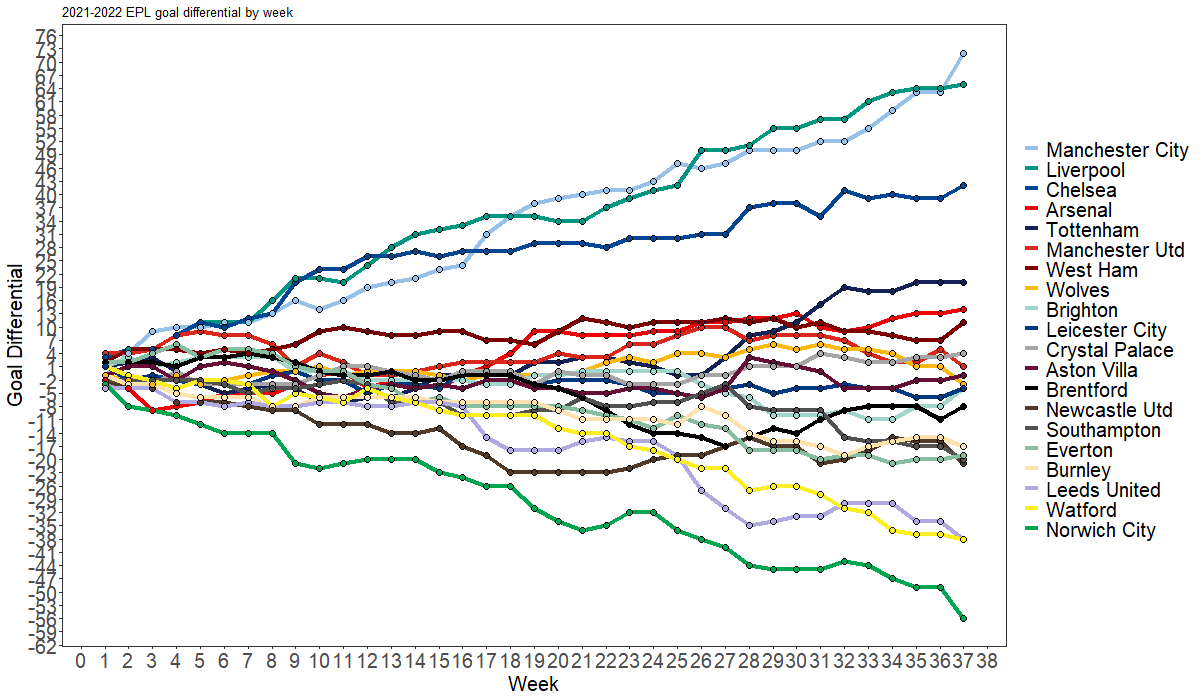 2021-2022 EPL goal differential by week
Goal Differential
76
73
70
67
64
61
58
55
52
49
46
43
40
37
34
31
28
25
22
19
16
13
10
7
4
1
-2
-5
-8
-11
-14
-17
-20
-23
-26
-29
-32
-35
-38
-41
-44
-47
-50
-53
-56
-59
-62
0 1 2 3 4 5 6 7 8 9 10 11 12 13 14 15 16 17 18 19 20 21 22 23 24 25 26 27 28 29 30 31 32 33 34 35 36 37 38
Week
Manchester City
Liverpool
Chelsea
Arsenal
Tottenham
Manchester Utd
West Ham
Wolves
Brighton
Leicester City
Crystal Palace
Aston Villa
Brentford
Newcastle Utd
Southampton
Everton
Burnley
Leeds United
Watford
Norwich City